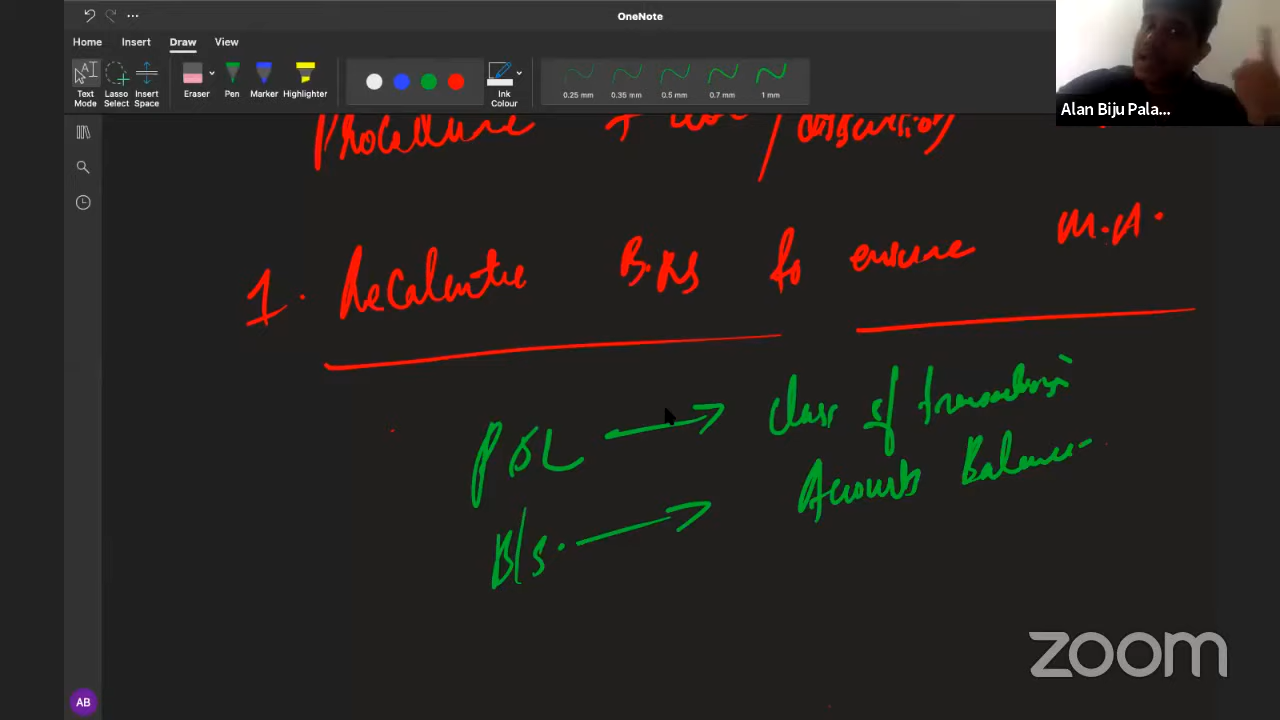 OneNote
Home Insert Draw View
Text Mode Lasso Select Insert Space Eraser Pen Marker Highlighter Ink Colour 0.25 mm 0.35 mm 0.5 mm 0.7 mm 1 mm
Alan Biju Pala...
Procedure +
1. Recalculate B.RS to ensure M.A.
P&L → Class of transactions
B/S. → Accounts Balance
zoom
AB